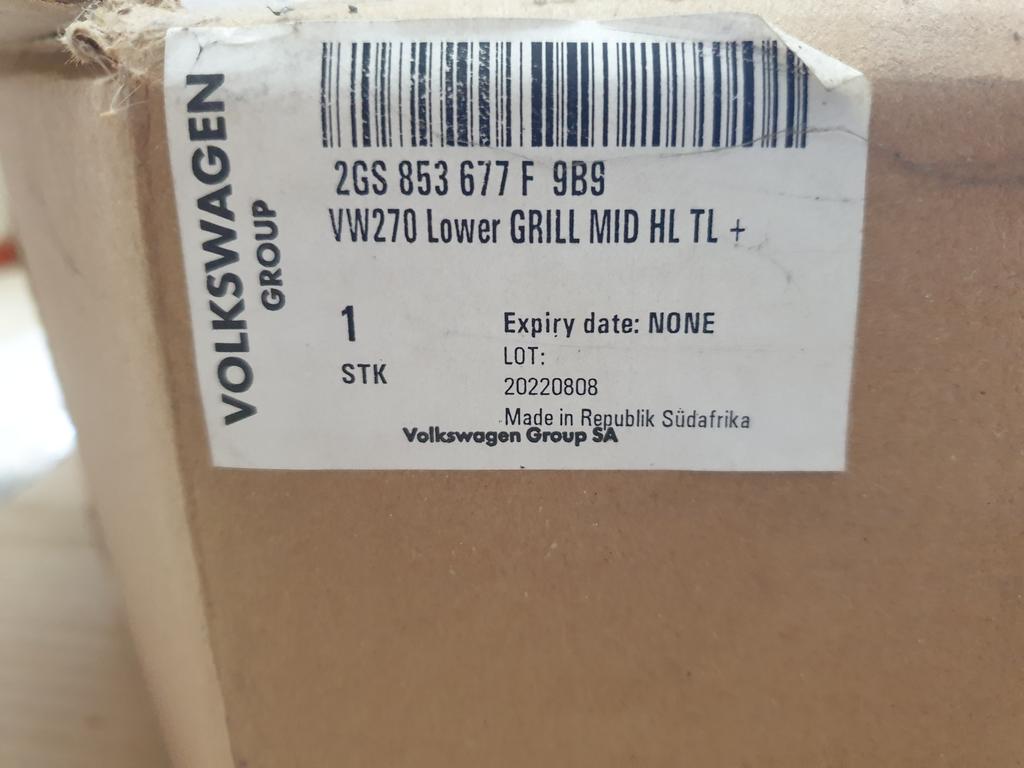 VOLKSWAGEN
GROUP
2GS 853 677 F 9B9
VW270 Lower GRILL MID HL TL +
1
STK
Expiry date: NONE
LOT:
20220808
Made in Republik Südafrika
Volkswagen Group SA